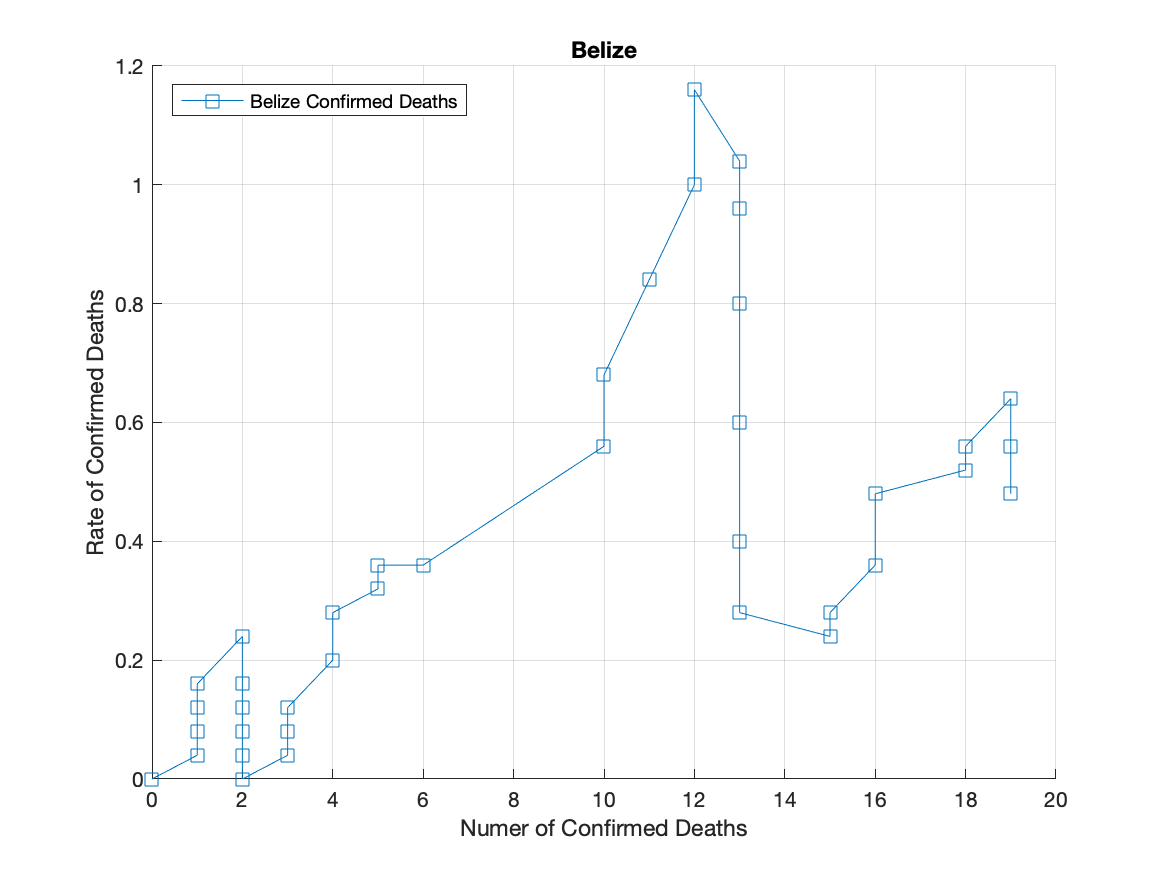 Belize
Belize Confirmed Deaths
Rate of Confirmed Deaths
1.2
1
0.8
0.6
0.4
0.2
0
0 2 4 6 8 10 12 14 16 18 20
Numer of Confirmed Deaths